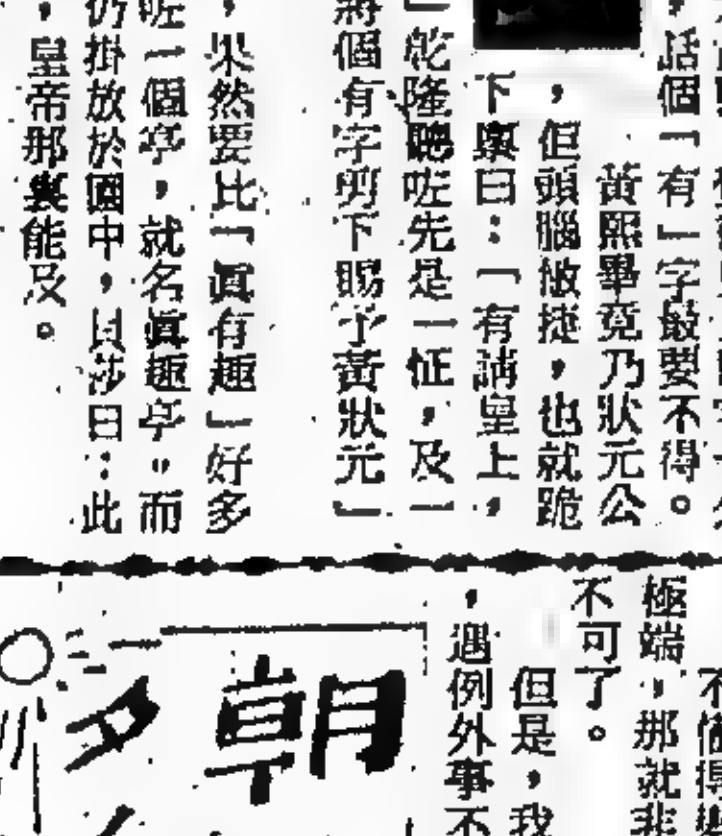 話個「有」字最要不得。
黃熙畢竟乃狀元公
，但頭腦敏捷，也就跪
下稟曰：「有請皇上，
」乾隆聽咗先是一怔，及一
將個有字剪下賜予黃狀元」
，果然要比「眞有趣」好多
咗一個亭，就名眞趣亭。而
仍掛放於園中，曰：此
，皇帝那能及。
極端，那就非
不可了。
但是，我
，遇例外事不
朝
夕